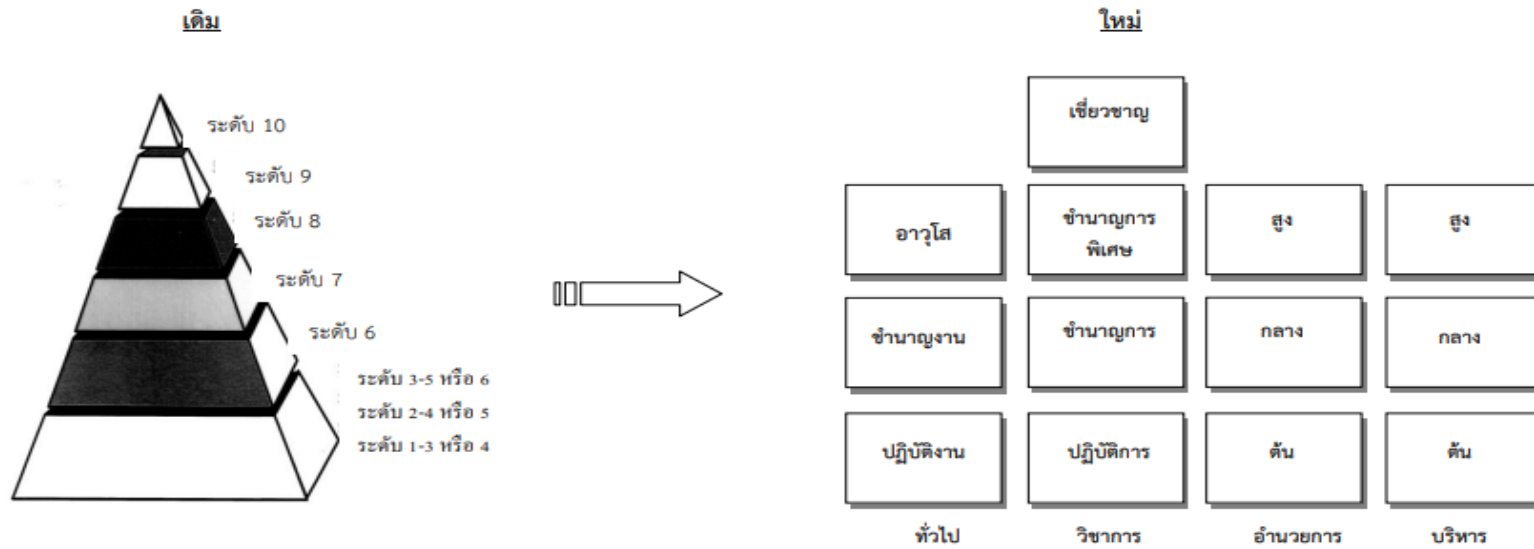 เดิม
ระดับ 10
ระดับ 9
ระดับ 8
ระดับ 7
ระดับ 6
ระดับ 3-5 หรือ 6
ระดับ 2-4 หรือ 5
ระดับ 1-3 หรือ 4
ใหม่
เชี่ยวชาญ
อาวุโส
ชำนาญการ
พิเศษ
สูง
สูง
ชำนาญงาน
ชำนาญการ
กลาง
กลาง
ปฏิบัติงาน
ปฏิบัติการ
ต้น
ต้น
ทั่วไป
วิชาการ
อำนวยการ
บริหาร